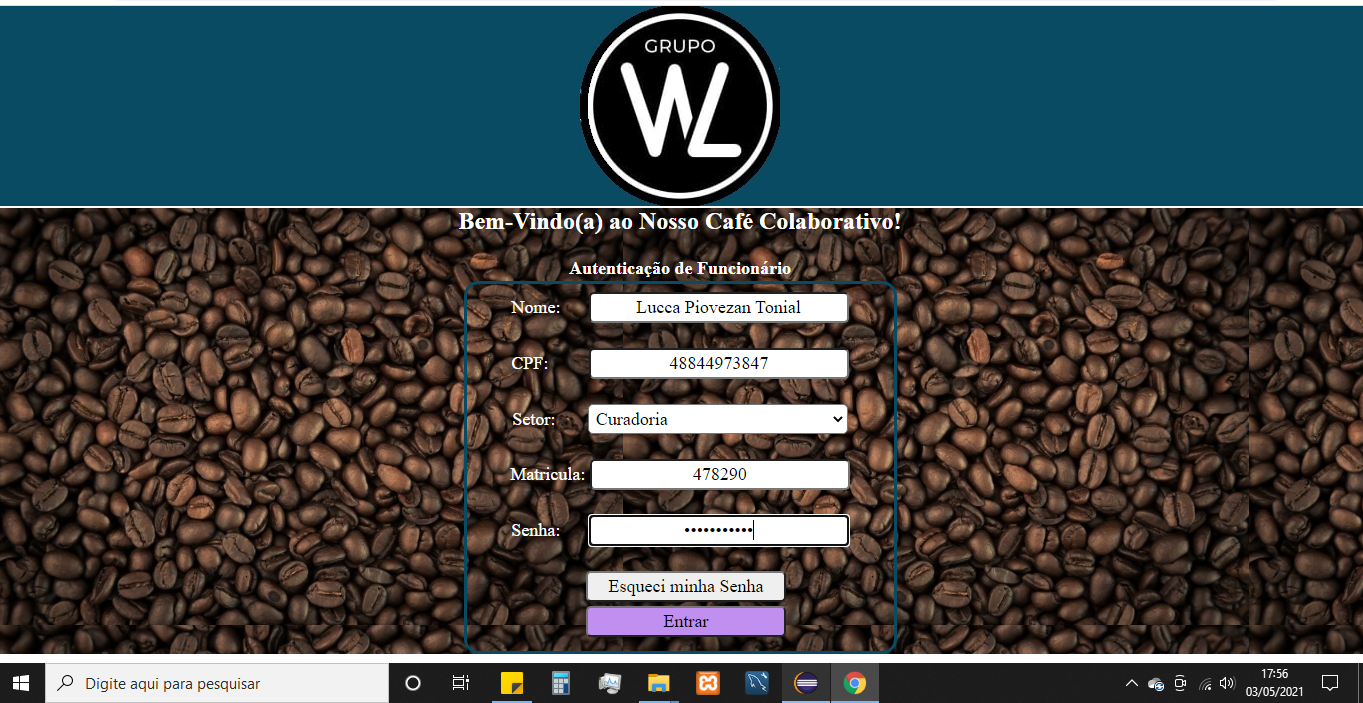 GRUPO
WL
Bem-Vindo(a) ao Nosso Café Colaborativo!
Autenticação de Funcionário
Nome: Lucca Piovezan Tonial
CPF: 48844973847
Setor: Curadoria
Matricula: 478290
Senha: •••••••••••
Esqueci minha Senha
Entrar
Digite aqui para pesquisar
17:56
03/05/2021